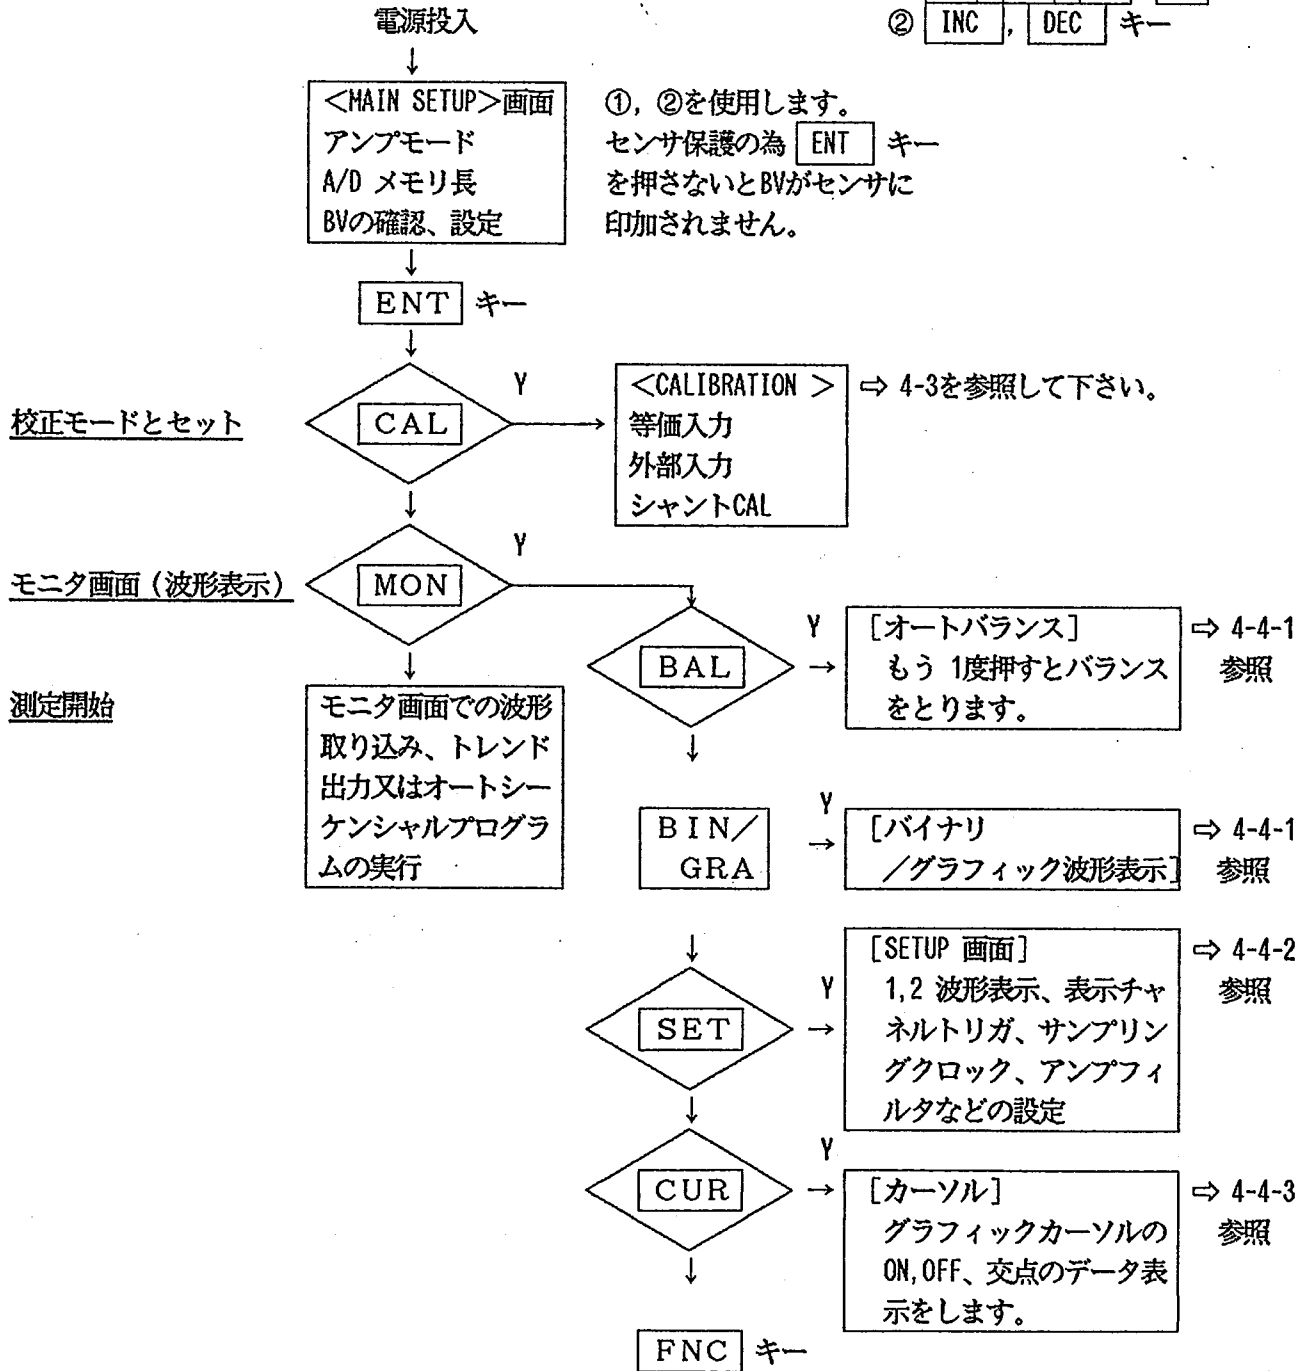 電源投入
② INC , DEC キー
↓
<MAIN SETUP>画面
アンプモード
A/D メモリ長
BVの確認、設定
①, ②を使用します。
センサ保護の為 ENT キー
を押さないとBVがセンサに
印加されません。
↓
ENT キー
↓
校正モードとセット
CAL
Y
<CALIBRATION >
等価入力
外部入力
シャントCAL
⇨ 4-3を参照して下さい。
↓
モニタ画面 (波形表示)
MON
Y
↓
測定開始
モニタ画面での波形
取り込み、トレンド
出力又はオートシー
ケンシャルプログラ
ムの実行
BAL
Y
→
[オートバランス]
もう 1度押すとバランス
をとります。
⇨ 4-4-1
参照
↓
BIN/
GRA
Y
→
[バイナリ
/グラフィック波形表示]
⇨ 4-4-1
参照
↓
SET
Y
→
[SETUP 画面]
1,2 波形表示、表示チャ
ネルトリガ、サンプリン
グクロック、アンプフィ
ルタなどの設定
⇨ 4-4-2
参照
↓
CUR
Y
→
[カーソル]
グラフィックカーソルの
ON,OFF、交点のデータ表
示をします。
⇨ 4-4-3
参照
↓
FNC キー